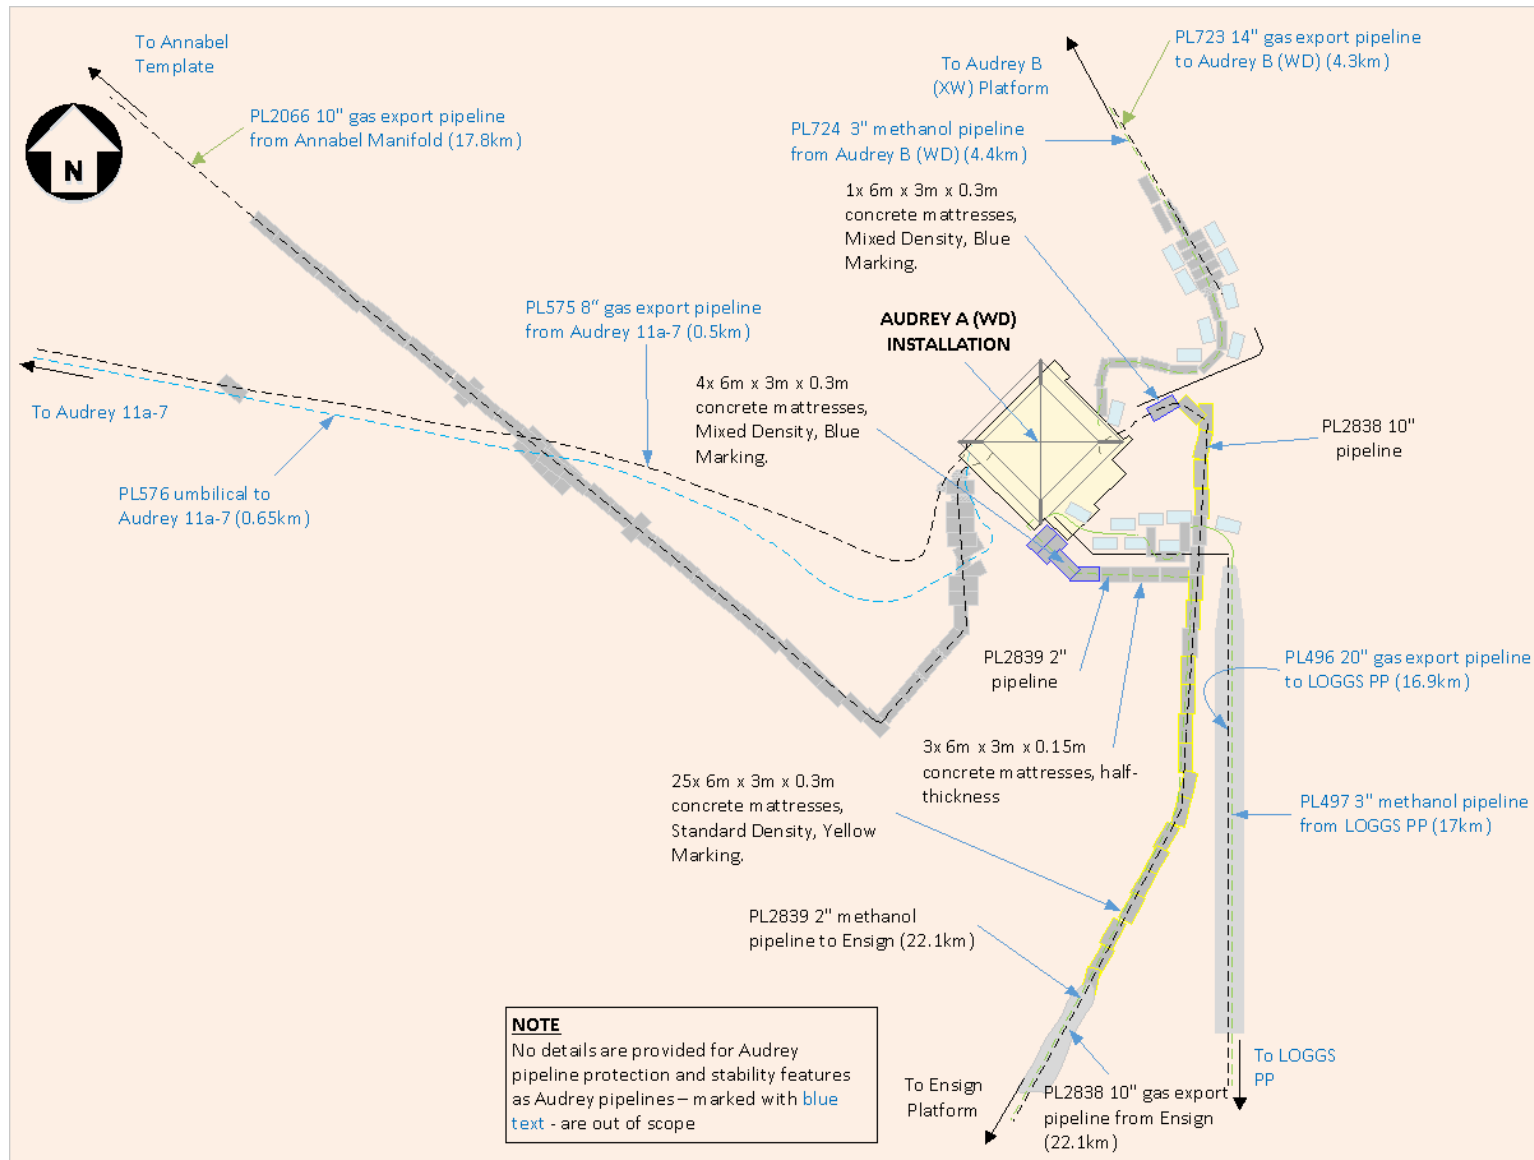 To Annabel
Template
PL2066 10" gas export pipeline
from Annabel Manifold (17.8km)
N
To Audrey B
(XW) Platform
PL723 14" gas export pipeline
to Audrey B (WD) (4.3km)
PL724 3" methanol pipeline
from Audrey B (WD) (4.4km)
1x 6m x 3m x 0.3m
concrete mattresses,
Mixed Density, Blue
Marking.
PL575 8" gas export pipeline
from Audrey 11a-7 (0.5km)
AUDREY A (WD)
INSTALLATION
4x 6m x 3m x 0.3m
concrete mattresses,
Mixed Density, Blue
Marking.
To Audrey 11a-7
PL576 umbilical to
Audrey 11a-7 (0.65km)
PL2838 10"
pipeline
PL2839 2"
pipeline
PL496 20" gas export pipeline
to LOGGS PP (16.9km)
3x 6m x 3m x 0.15m
concrete mattresses, half-
thickness
25x 6m x 3m x 0.3m
concrete mattresses,
Standard Density, Yellow
Marking.
PL497 3" methanol pipeline
from LOGGS PP (17km)
PL2839 2" methanol
pipeline to Ensign (22.1km)
NOTE
No details are provided for Audrey
pipeline protection and stability features
as Audrey pipelines – marked with blue
text - are out of scope
To Ensign
Platform
PL2838 10" gas export
pipeline from Ensign
(22.1km)
To LOGGS
PP